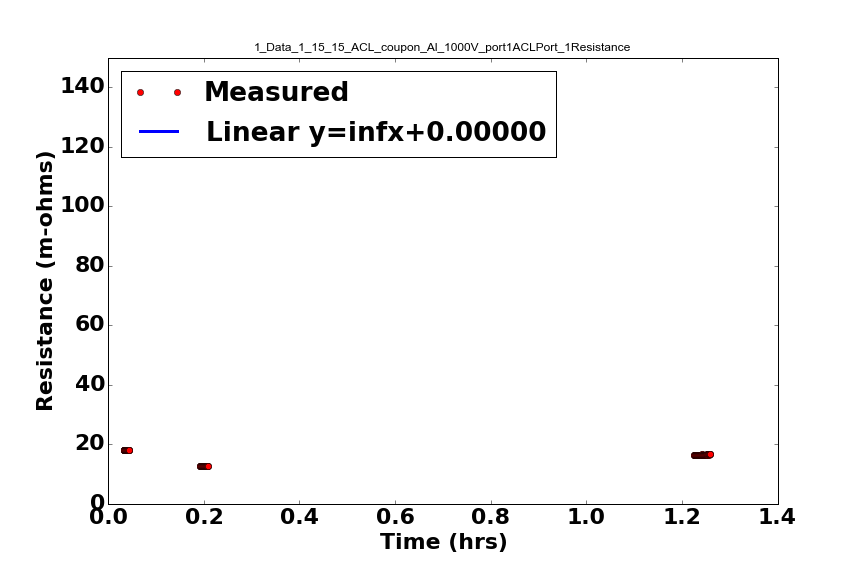 1_Data_1_15_15_ACL_coupon_Al_1000V_port1ACLPort_1Resistance
Measured
Linear y=infx+0.00000
Resistance (m-ohms)
140
120
100
80
60
40
20
0
0.0 0.2 0.4 0.6 0.8 1.0 1.2 1.4
Time (hrs)